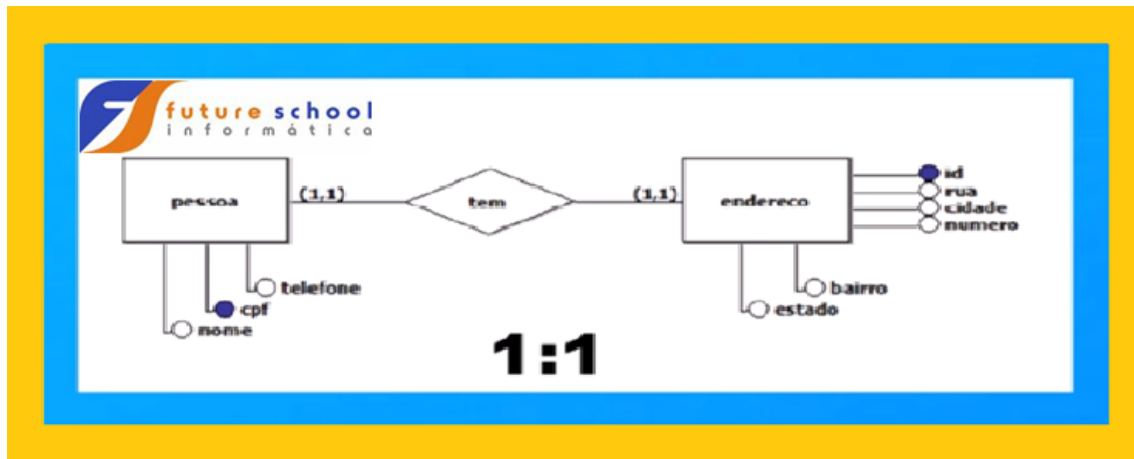 future school
informática
pessoa
(1,1)
tem
(1,1)
endereco
id
rua
cidade
numero
telefone
cpf
nome
bairro
estado
1:1